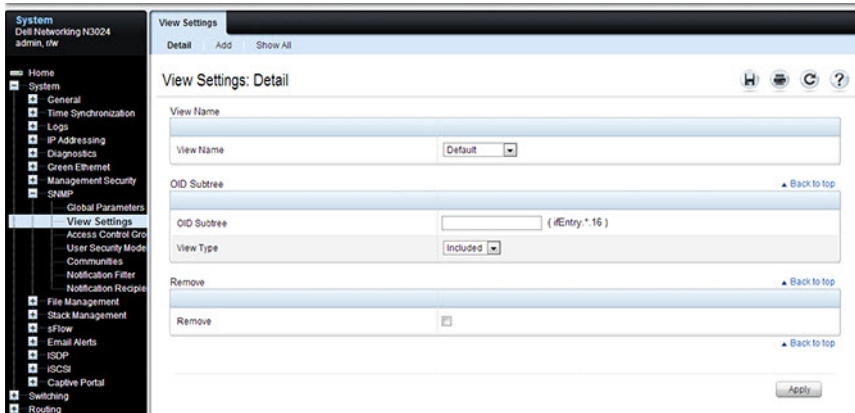 System
Dell Networking N3024
admin, r/w
Home
System
General
Time Synchronization
Logs
IP Addressing
Diagnostics
Green Ethernet
Management Security
SNMP
Global Parameters
View Settings
Access Control Gro
User Security Mode
Communities
Notification Filter
Notification Recipie
File Management
Stack Management
sFlow
Email Alerts
ISDP
iSCSI
Captive Portal
Switching
Routing
View Settings
Detail Add Show All
View Settings: Detail
View Name
View Name Default
OID Subtree Back to top
OID Subtree ( ifEntry.*.16 )
View Type Included
Remove Back to top
Remove
Back to top
Apply